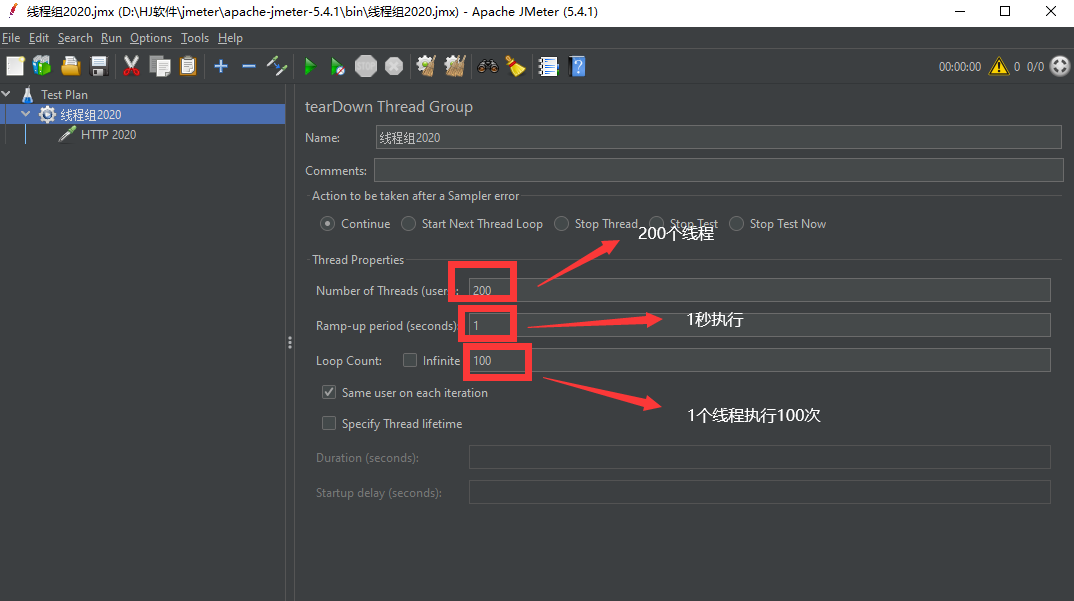 线程组2020.jmx (D:\HJ软件\jmeter\apache-jmeter-5.4.1\bin\线程组2020.jmx) - Apache JMeter (5.4.1)
File Edit Search Run Options Tools Help
00:00:00 0 0/0
Test Plan
线程组2020
HTTP 2020
tearDown Thread Group
Name: 线程组2020
Comments:
Action to be taken after a Sampler error
Continue Start Next Thread Loop Stop Thread Stop Test Stop Test Now
200个线程
Thread Properties
Number of Threads (user 200
Ramp-up period (seconds): 1
1秒执行
Loop Count: Infinite 100
Same user on each iteration
1个线程执行100次
Specify Thread lifetime
Duration (seconds):
Startup delay (seconds):